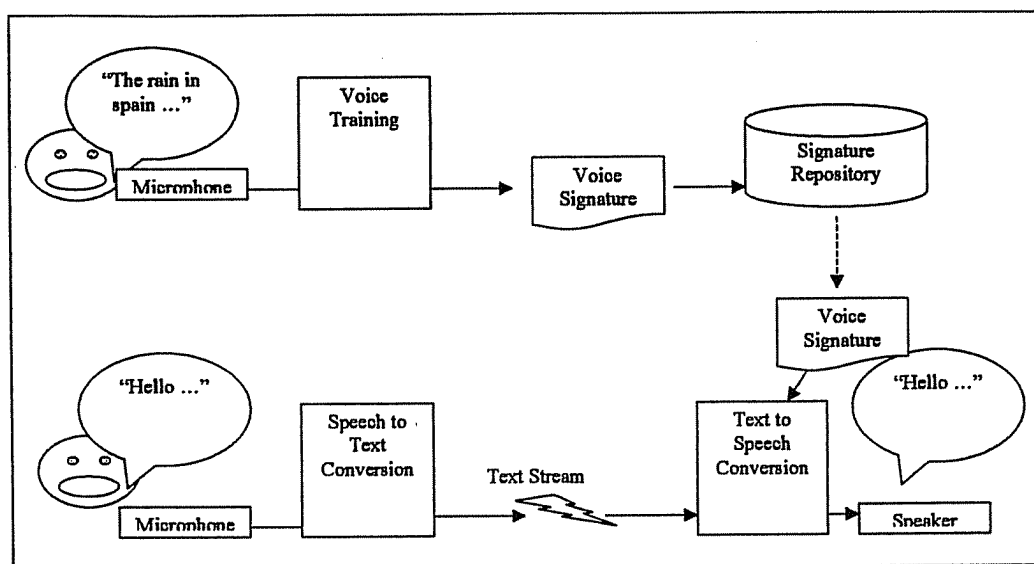 “The rain in
spain ...”
Microphone
Voice
Training
Voice
Signature
Signature
Repository
Voice
Signature
“Hello ...”
Microphone
Speech to
Text
Conversion
Text Stream
Text to
Speech
Conversion
“Hello ...”
Speaker